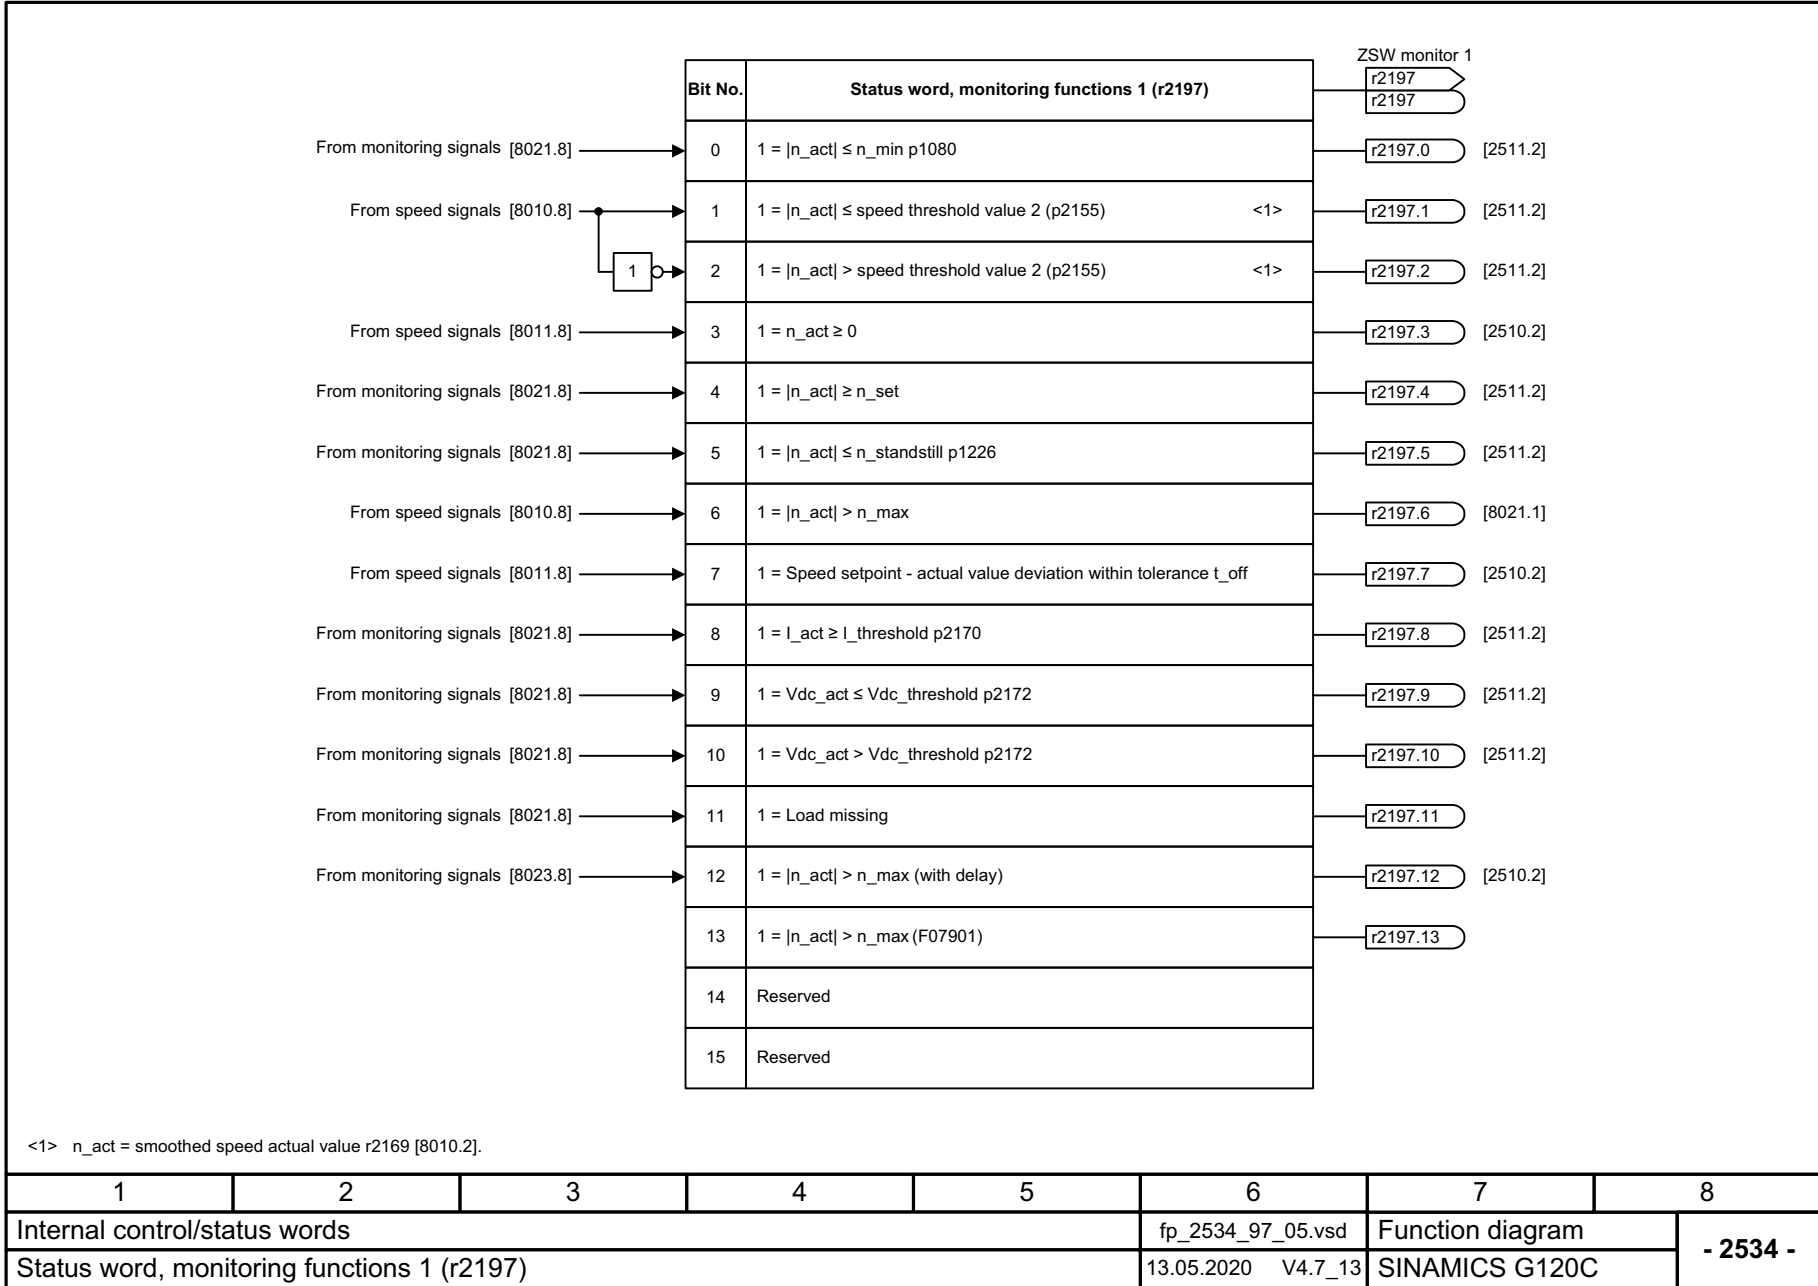 ZSW monitor 1
Bit No. Status word, monitoring functions 1 (r2197) r2197
r2197
From monitoring signals [8021.8] 0 1 = |n_act| ≤ n_min p1080 r2197.0 [2511.2]
From speed signals [8010.8] 1 1 = |n_act| ≤ speed threshold value 2 (p2155) <1> r2197.1 [2511.2]
1 2 1 = |n_act| > speed threshold value 2 (p2155) <1> r2197.2 [2511.2]
From speed signals [8011.8] 3 1 = n_act ≥ 0 r2197.3 [2510.2]
From monitoring signals [8021.8] 4 1 = |n_act| ≥ n_set r2197.4 [2511.2]
From monitoring signals [8021.8] 5 1 = |n_act| ≤ n_standstill p1226 r2197.5 [2511.2]
From speed signals [8010.8] 6 1 = |n_act| > n_max r2197.6 [8021.1]
From speed signals [8011.8] 7 1 = Speed setpoint - actual value deviation within tolerance t_off r2197.7 [2510.2]
From monitoring signals [8021.8] 8 1 = I_act ≥ I_threshold p2170 r2197.8 [2511.2]
From monitoring signals [8021.8] 9 1 = Vdc_act ≤ Vdc_threshold p2172 r2197.9 [2511.2]
From monitoring signals [8021.8] 10 1 = Vdc_act > Vdc_threshold p2172 r2197.10 [2511.2]
From monitoring signals [8021.8] 11 1 = Load missing r2197.11
From monitoring signals [8023.8] 12 1 = |n_act| > n_max (with delay) r2197.12 [2510.2]
13 1 = |n_act| > n_max (F07901) r2197.13
14 Reserved
15 Reserved
<1> n_act = smoothed speed actual value r2169 [8010.2].
1 2 3 4 5 6 7 8
Internal control/status words fp_2534_97_05.vsd Function diagram - 2534 -
Status word, monitoring functions 1 (r2197) 13.05.2020 V4.7_13 SINAMICS G120C